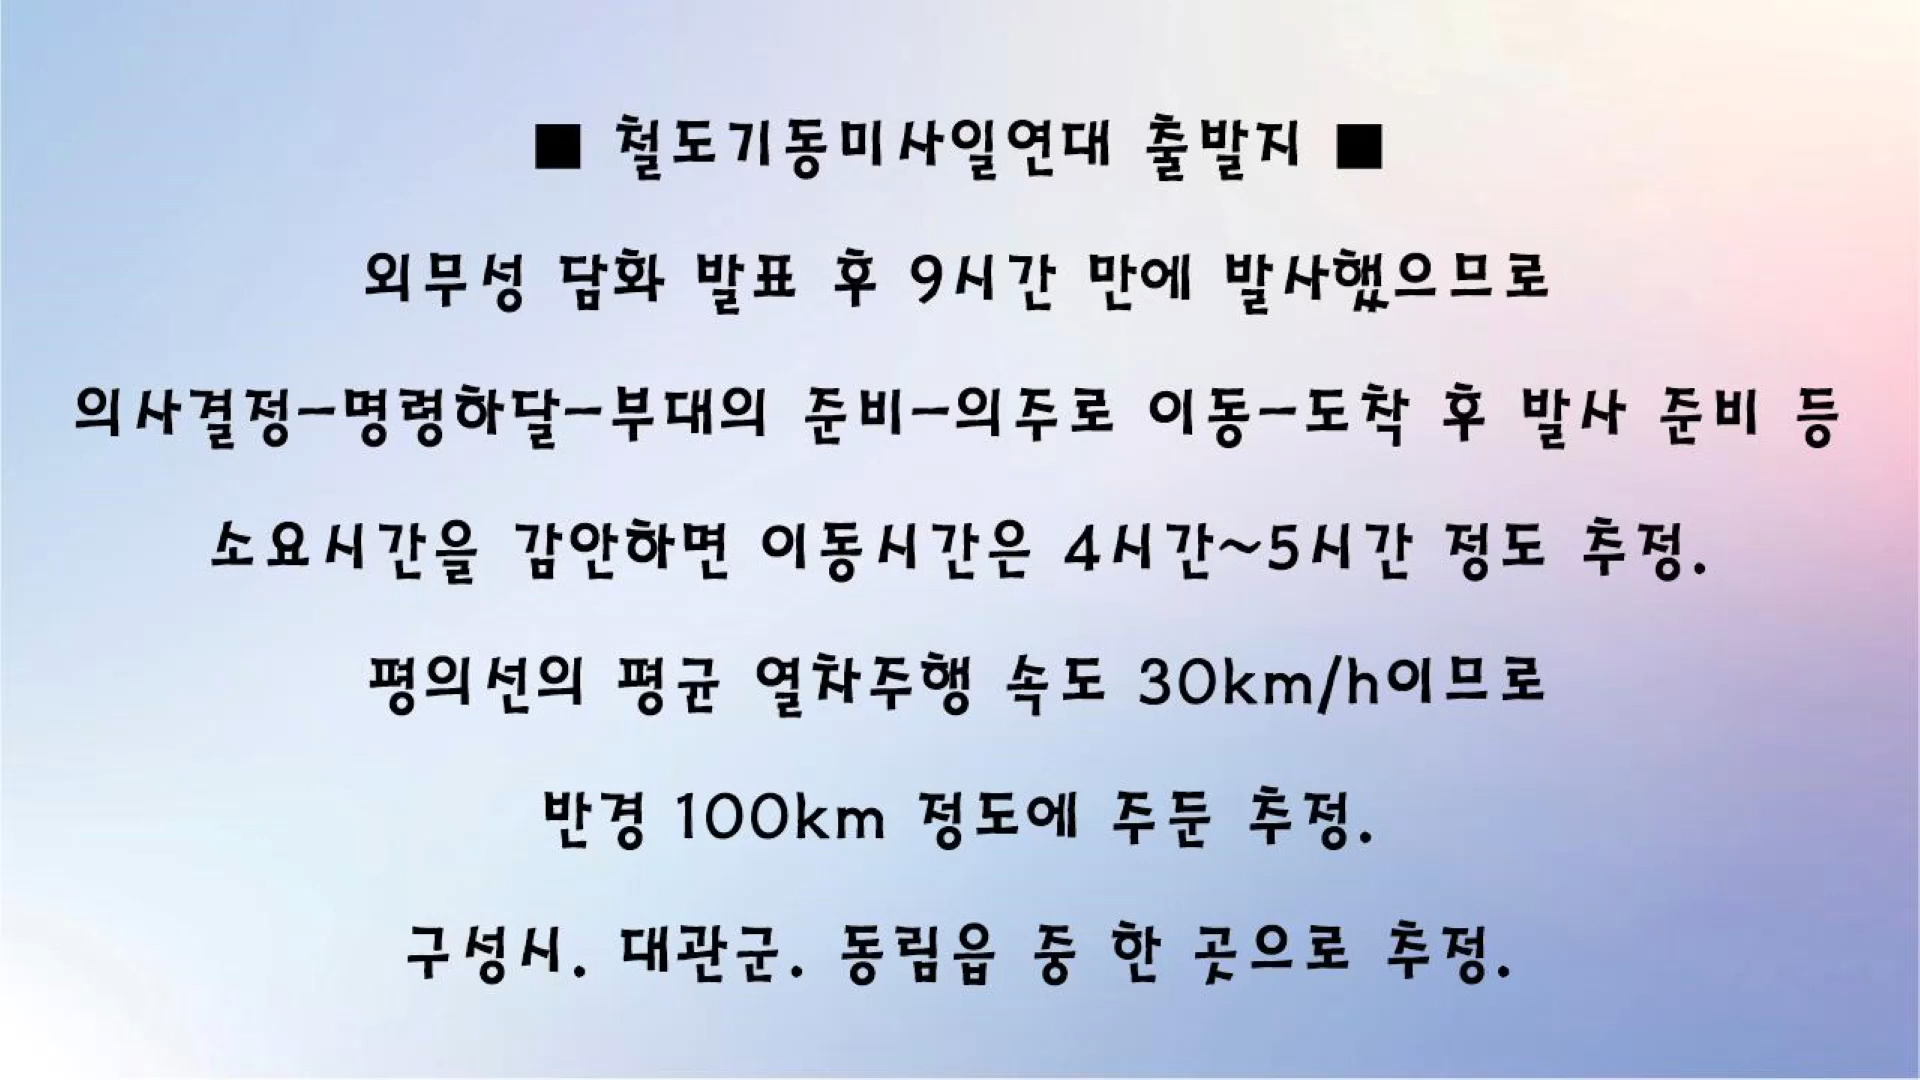 ■ 철도기동미사일연대 출발지 ■
외무성 담화 발표 후 9시간 만에 발사했으므로
의사결정-명령하달-부대의 준비-의주로 이동-도착 후 발사 준비 등
소요시간을 감안하면 이동시간은 4시간~5시간 정도 추정.
평의선의 평균 열차주행 속도 30km/h이므로
반경 100km 정도에 주둔 추정.
구성시. 대관군. 동림읍 중 한 곳으로 추정.